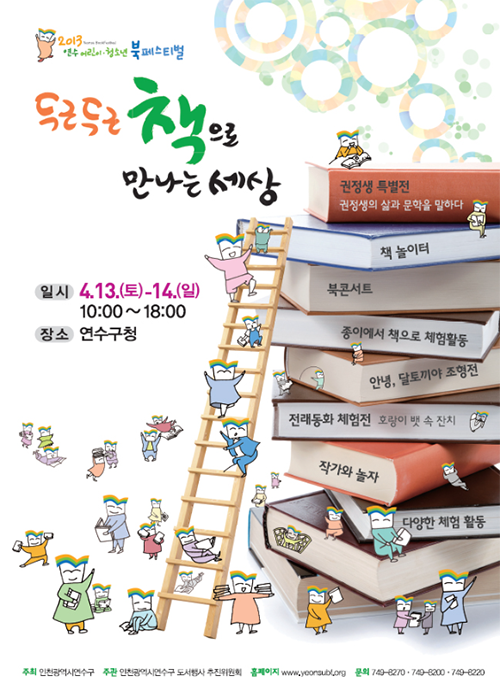 2013
연수 어린이·청소년 북페스티벌
두근두근 책으로
만나는 세상
일시 4.13.(토)-14.(일)
10:00~18:00
장소 연수구청
권정생 특별전
권정생의 삶과 문학을 말하다
책 놀이터
북콘서트
종이에서 책으로 체험활동
안녕, 달토끼야 조형전
전래동화 체험전 호랑이 뱃 속 잔치
작가와 놀자
다양한 체험 활동
주최 인천광역시연수구 주관 인천광역시연수구 도서행사 추진위원회 홈페이지 www.yeonsubf.org 문의 749-6270·749-6200·749-6220